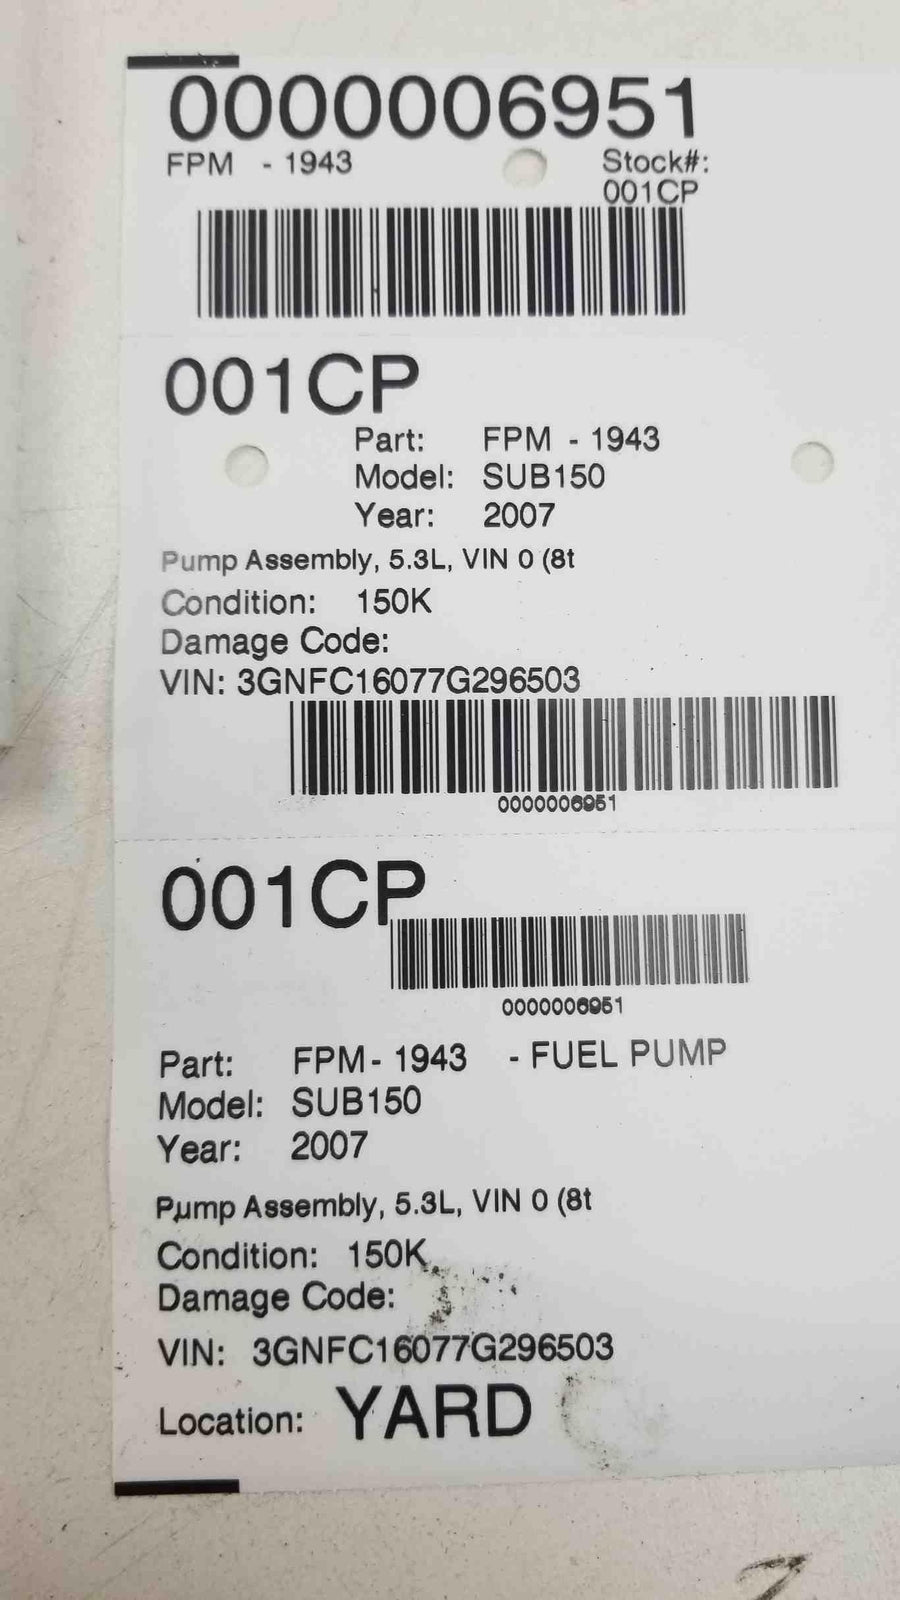 0000006951
FPM - 1943
Stock#:
001CP
001CP
Part: FPM - 1943
Model: SUB150
Year: 2007
Pump Assembly, 5.3L, VIN 0 (8t
Condition: 150K
Damage Code:
VIN: 3GNFC16077G296503
0000006951
001CP
0000006951
Part: FPM- 1943 - FUEL PUMP
Model: SUB150
Year: 2007
Pump Assembly, 5.3L, VIN 0 (8t
Condition: 150K
Damage Code:
VIN: 3GNFC16077G296503
Location: YARD